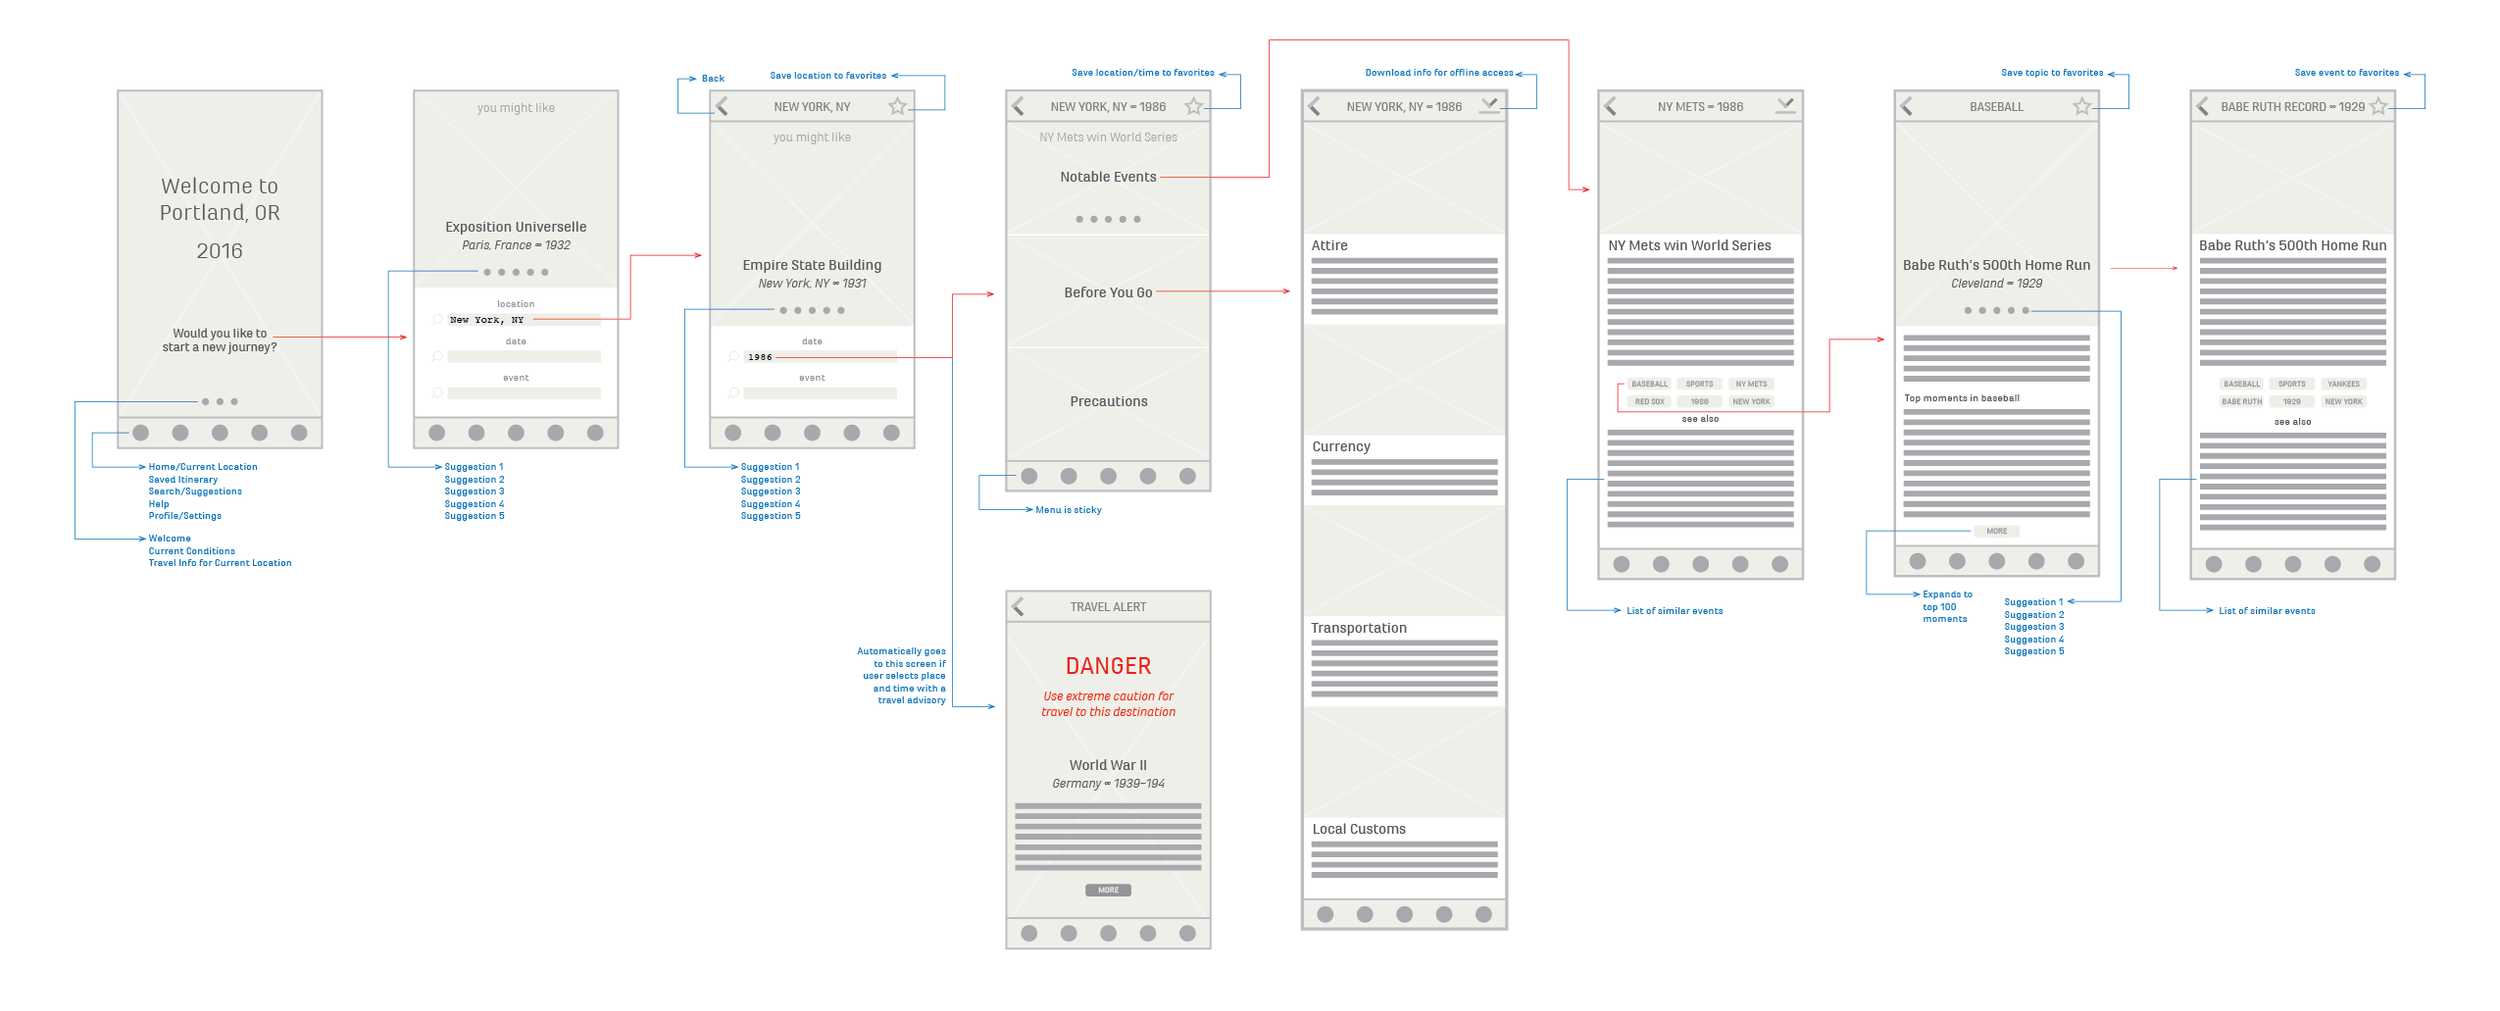 Welcome to
Portland, OR
2016
Would you like to
start a new journey?
Home/Current Location
Saved Itinerary
Search/Suggestions
Help
Profile/Settings
Welcome
Current Conditions
Travel Info for Current Location
you might like
Exposition Universelle
Paris, France ∞ 1932
location
New York, NY
date
event
Suggestion 1
Suggestion 2
Suggestion 3
Suggestion 4
Suggestion 5
Back
Save location to favorites
NEW YORK, NY
you might like
Empire State Building
New York, NY ∞ 1931
date
1986
event
Suggestion 1
Suggestion 2
Suggestion 3
Suggestion 4
Suggestion 5
Automatically goes
to this screen if
user selects place
and time with a
travel advisory
Save location/time to favorites
NEW YORK, NY ∞ 1986
NY Mets win World Series
Notable Events
Before You Go
Precautions
Menu is sticky
TRAVEL ALERT
DANGER
Use extreme caution for
travel to this destination
World War II
Germany ∞ 1939-194
MORE
Download info for offline access
NEW YORK, NY ∞ 1986
Attire
Currency
Transportation
Local Customs
NY METS ∞ 1986
NY Mets win World Series
BASEBALL SPORTS NY METS
RED SOX 1986 NEW YORK
see also
List of similar events
Save topic to favorites
BASEBALL
Babe Ruth's 500th Home Run
Cleveland ∞ 1929
Top moments in baseball
MORE
Expands to
top 100
moments
Suggestion 1
Suggestion 2
Suggestion 3
Suggestion 4
Suggestion 5
Save event to favorites
BABE RUTH RECORD ∞ 1929
Babe Ruth's 500th Home Run
BASEBALL SPORTS YANKEES
BABE RUTH 1929 NEW YORK
see also
List of similar events